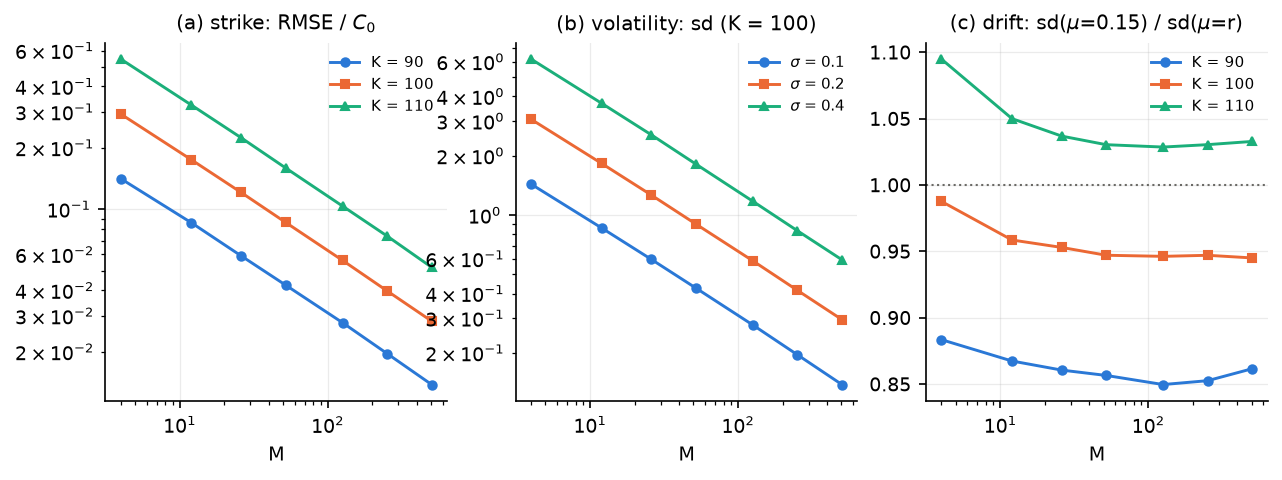 (a) strike: RMSE / C₀
6 × 10⁻¹
4 × 10⁻¹
3 × 10⁻¹
2 × 10⁻¹
10⁻¹
6 × 10⁻²
4 × 10⁻²
3 × 10⁻²
2 × 10⁻²
K = 90
K = 100
K = 110
10¹ 10²
M
(b) volatility: sd (K = 100)
6 × 10⁰
4 × 10⁰
3 × 10⁰
2 × 10⁰
10⁰
6 × 10⁻¹
4 × 10⁻¹
3 × 10⁻¹
2 × 10⁻¹
σ = 0.1
σ = 0.2
σ = 0.4
10¹ 10²
M
(c) drift: sd(μ=0.15) / sd(μ=r)
1.10
1.05
1.00
0.95
0.90
0.85
K = 90
K = 100
K = 110
10¹ 10²
M